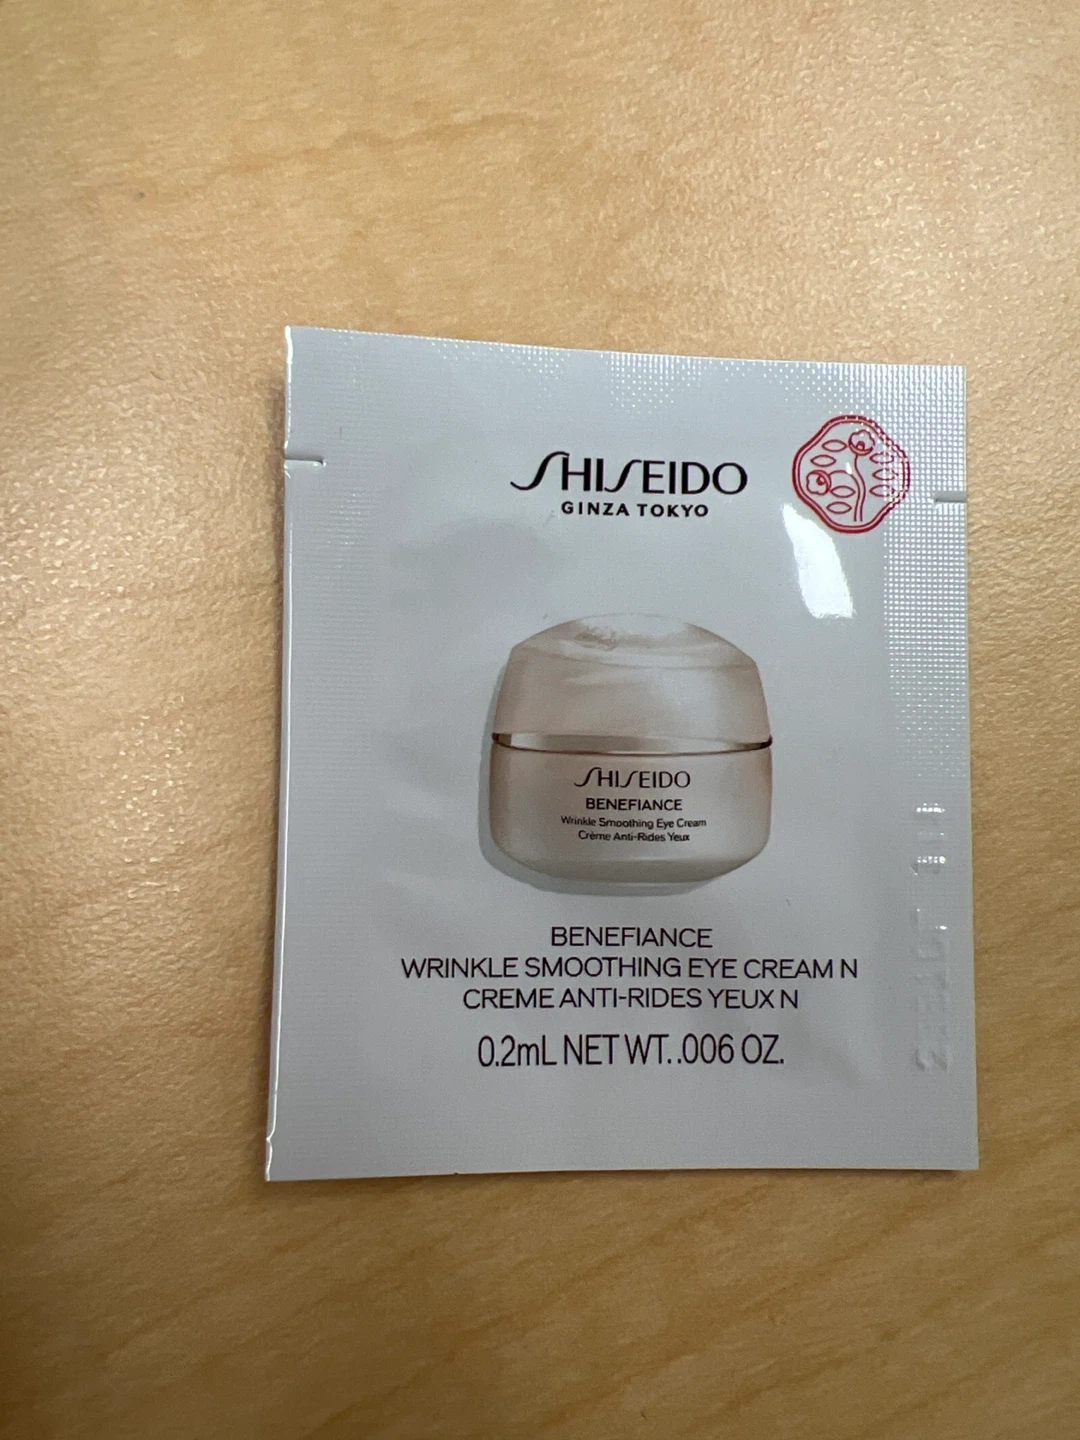 SHISEIDO
GINZA TOKYO
SHISEIDO
BENEFIANCE
Wrinkle Smoothing Eye Cream
Crème Anti-Rides Yeux
BENEFIANCE
WRINKLE SMOOTHING EYE CREAM N
CREME ANTI-RIDES YEUX N
0.2mL NET WT. .006 OZ.